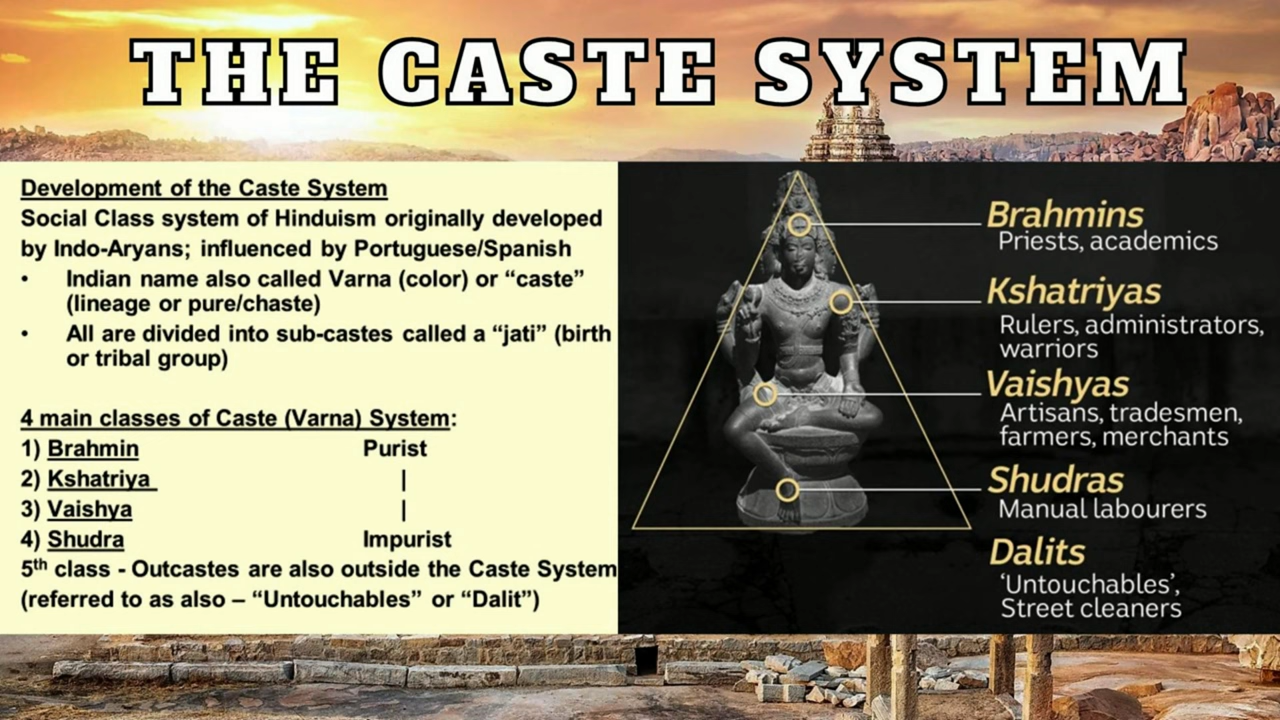 THE CASTE SYSTEM
Development of the Caste System
Social Class system of Hinduism originally developed
by Indo-Aryans; influenced by Portuguese/Spanish
• Indian name also called Varna (color) or “caste”
(lineage or pure/chaste)
• All are divided into sub-castes called a “jati” (birth
or tribal group)
4 main classes of Caste (Varna) System:
1) Brahmin Purist
2) Kshatriya |
3) Vaishya |
4) Shudra Impurist
5th class - Outcastes are also outside the Caste System
(referred to as also – “Untouchables” or “Dalit”)
Brahmins
Priests, academics
Kshatriyas
Rulers, administrators,
warriors
Vaishyas
Artisans, tradesmen,
farmers, merchants
Shudras
Manual labourers
Dalits
‘Untouchables’,
Street cleaners